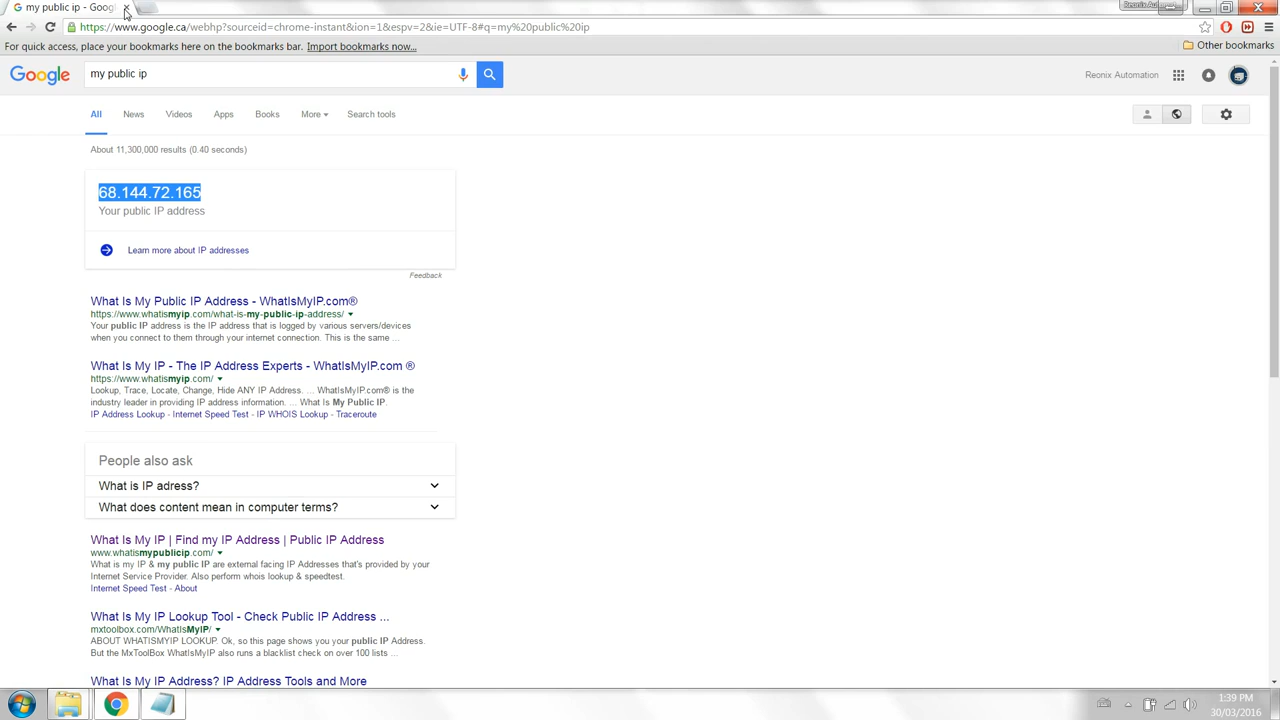 my public ip - Goog
Reonix Aut
https://www.google.ca/webhp?sourceid=chrome-instant&ion=1&espv=2&ie=UTF-8#q=my%20public%20ip
For quick access, place your bookmarks here on the bookmarks bar. Import bookmarks now...
Other bookmarks
Google
my public ip
Reonix Automation
All News Videos Apps Books More Search tools
About 11,300,000 results (0.40 seconds)
68.144.72.165
Your public IP address
Learn more about IP addresses
Feedback
What Is My Public IP Address - WhatIsMyIP.com®
https://www.whatismyip.com/what-is-my-public-ip-address/
Your public IP address is the IP address that is logged by various servers/devices
when you connect to them through your internet connection. This is the same ...
What Is My IP - The IP Address Experts - WhatIsMyIP.com ®
https://www.whatismyip.com/
Lookup, Trace, Locate, Change, Hide ANY IP Address. ... WhatIsMyIP.com® is the
industry leader in providing IP address information. ... What Is My Public IP.
IP Address Lookup - Internet Speed Test - IP WHOIS Lookup - Traceroute
People also ask
What is IP adress?
What does content mean in computer terms?
What Is My IP | Find my IP Address | Public IP Address
www.whatismypublicip.com/
What is my IP & my public IP are external facing IP Addresses that's provided by your
Internet Service Provider. Also perform whois lookup & speedtest.
Internet Speed Test - About
What Is My IP Lookup Tool - Check Public IP Address ...
mxtoolbox.com/WhatIsMyIP/
ABOUT WHATISMYIP LOOKUP. Ok, so this page shows you your public IP Address.
But the MxToolBox WhatIsMyIP also runs a blacklist check on over 100 lists ...
What Is My IP Address? IP Address Tools and More
1:39 PM
30/03/2016